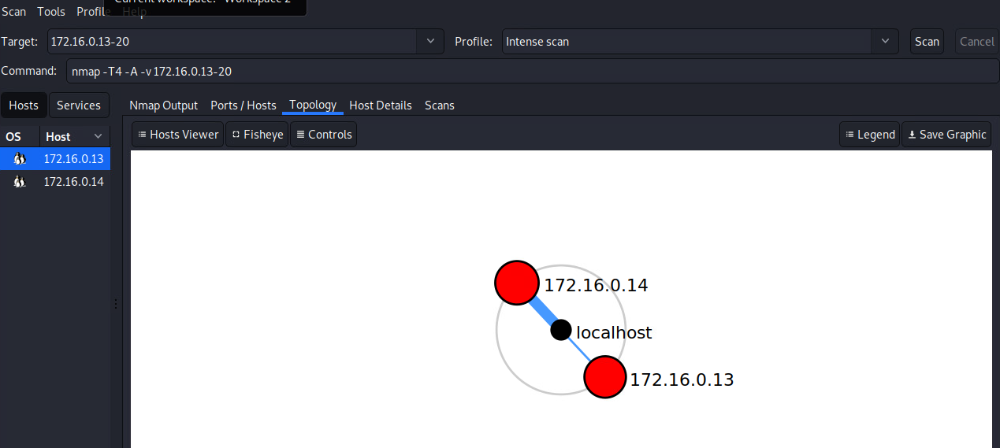 Current workspace: "Workspace 2"
Scan Tools Profile Help
Target: 172.16.0.13-20 Profile: Intense scan Scan Cancel
Command: nmap -T4 -A -v 172.16.0.13-20
Hosts Services Nmap Output Ports / Hosts Topology Host Details Scans
Hosts Viewer Fisheye Controls Legend Save Graphic
OS Host
172.16.0.13
172.16.0.14
172.16.0.14
localhost
172.16.0.13